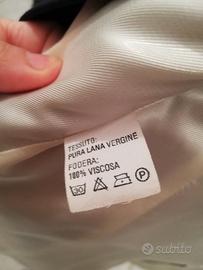 TESSUTO:
PURA LANA VERGINE
FODERA:
100% VISCOSA
30
P
subito